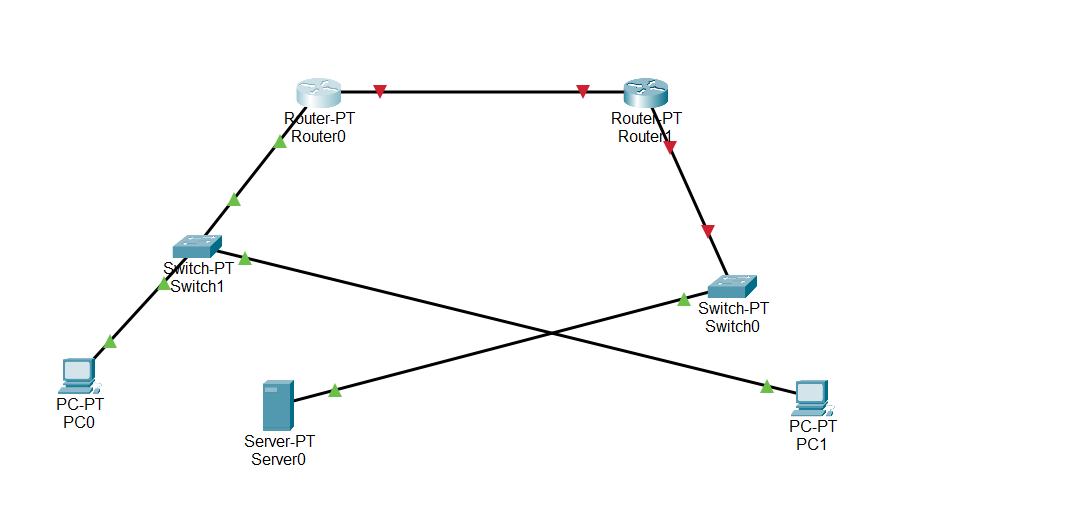 Router-PT
Router0
Router-PT
Router1
Switch-PT
Switch1
Switch-PT
Switch0
PC-PT
PC0
Server-PT
Server0
PC-PT
PC1